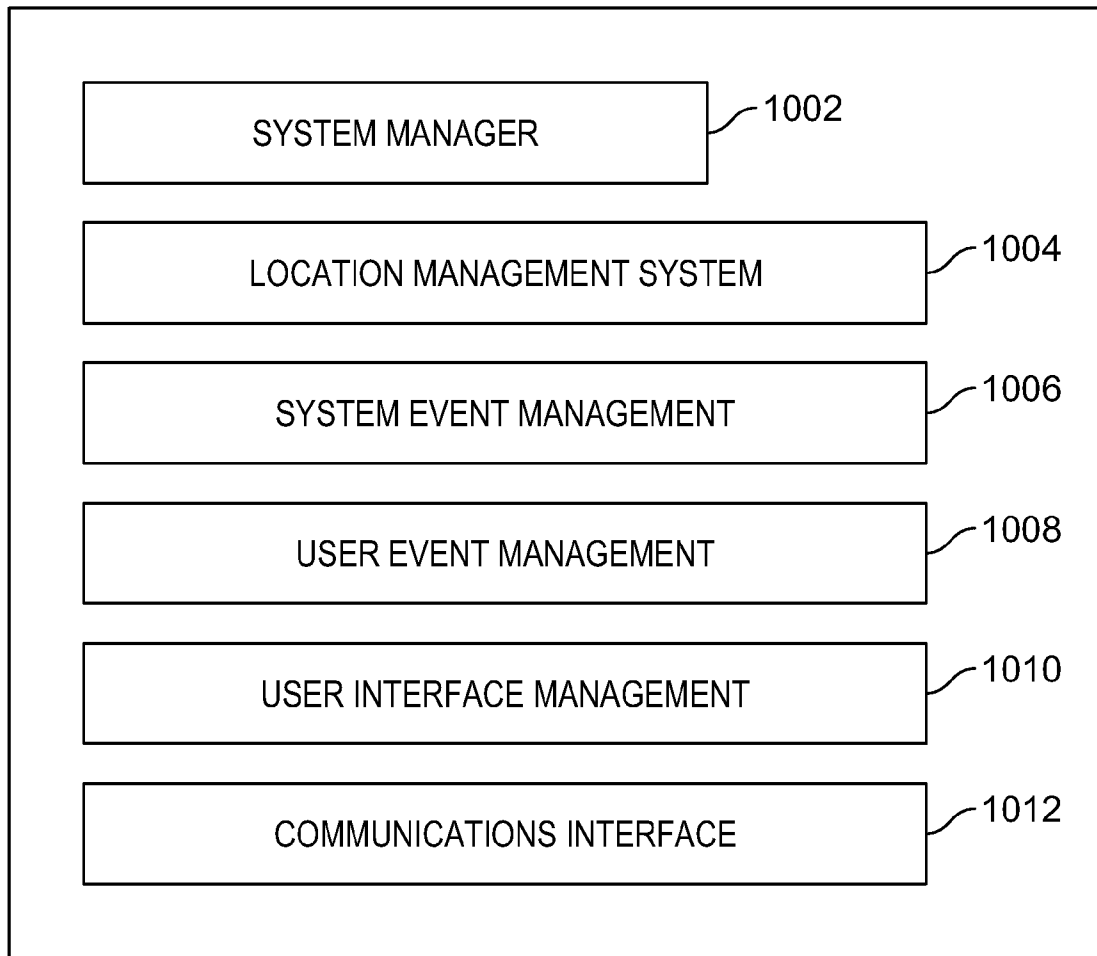 SYSTEM MANAGER
1002
LOCATION MANAGEMENT SYSTEM
1004
SYSTEM EVENT MANAGEMENT
1006
USER EVENT MANAGEMENT
1008
USER INTERFACE MANAGEMENT
1010
COMMUNICATIONS INTERFACE
1012